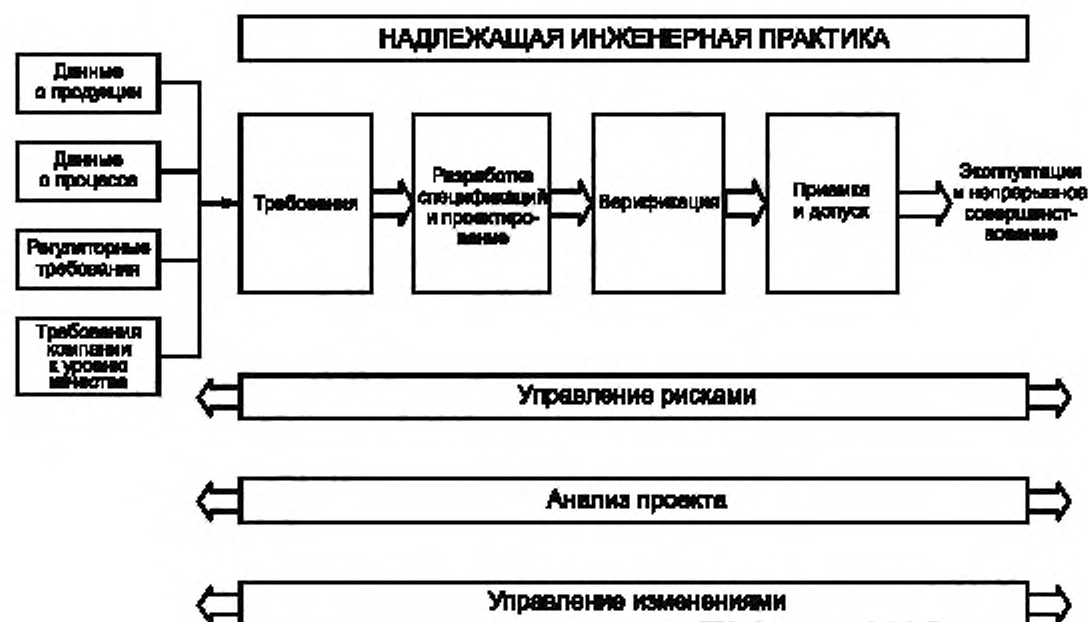 НАДЛЕЖАЩАЯ ИНЖЕНЕРНАЯ ПРАКТИКА
Данные
о продукции
Данные
о процессе
Регуляторные
требования
Требования
компании
к уровню
качества
Требования
Разработка
спецификаций
и проектиро-
вание
Верификация
Приемка
и допуск
Эксплуатация
и непрерывное
совершенст-
вование
Управление рисками
Анализ проекта
Управление изменениями